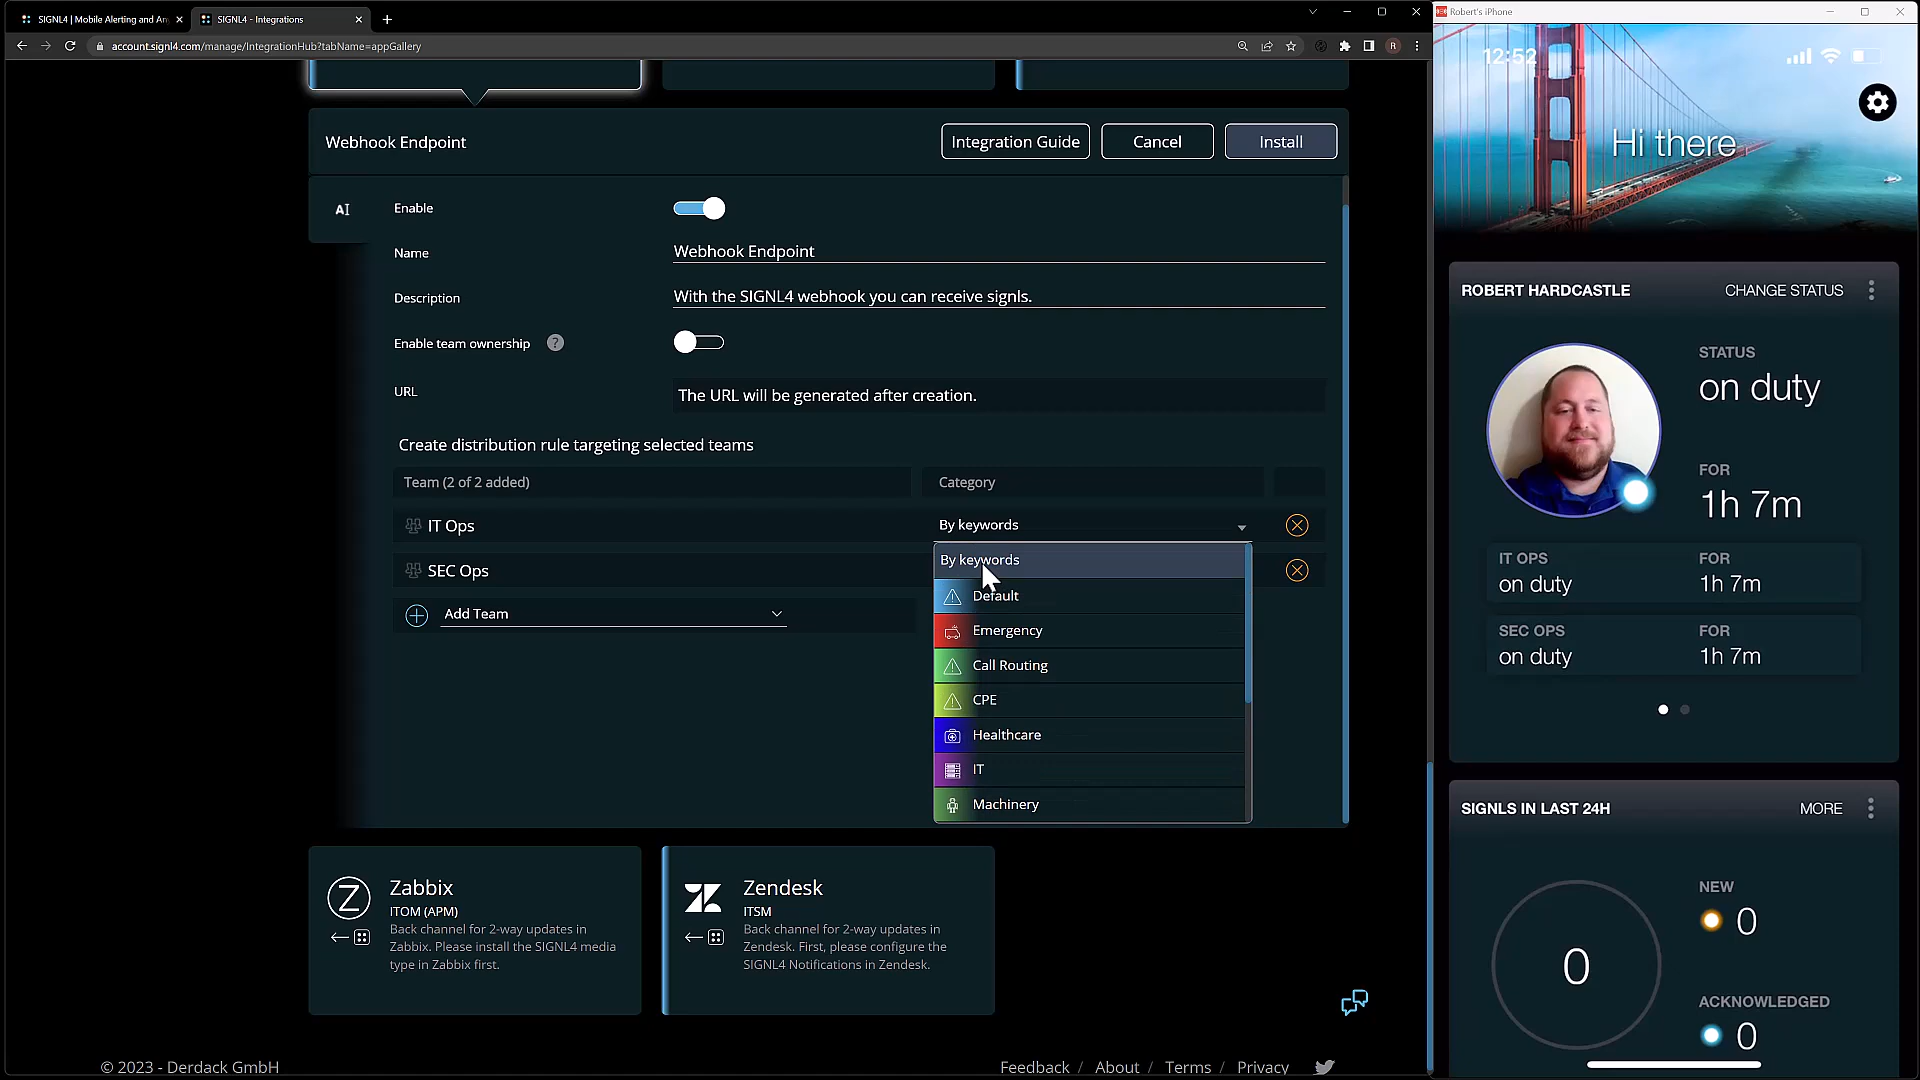 SIGNL4 | Mobile Alerting and An
SIGNL4 - Integrations
account.signl4.com/manage/IntegrationHub?tabName=appGallery
R
Webhook Endpoint
Integration Guide
Cancel
Install
Enable
Name
Webhook Endpoint
Description
With the SIGNL4 webhook you can receive signls.
Enable team ownership
?
URL
The URL will be generated after creation.
Create distribution rule targeting selected teams
Team (2 of 2 added)
Category
IT Ops
By keywords
SEC Ops
Add Team
By keywords
Default
Emergency
Call Routing
CPE
Healthcare
IT
Machinery
Zabbix
ITOM (APM)
Back channel for 2-way updates in
Zabbix. Please install the SIGNL4 media
type in Zabbix first.
Zendesk
ITSM
Back channel for 2-way updates in
Zendesk. First, please configure the
SIGNL4 Notifications in Zendesk.
© 2023 - Derdack GmbH
Feedback / About / Terms / Privacy
Robert's iPhone
12:52
Hi there
ROBERT HARDCASTLE
CHANGE STATUS
STATUS
on duty
FOR
1h 7m
IT OPS
on duty
FOR
1h 7m
SEC OPS
on duty
FOR
1h 7m
SIGNLS IN LAST 24H
MORE
0
NEW
0
ACKNOWLEDGED
0